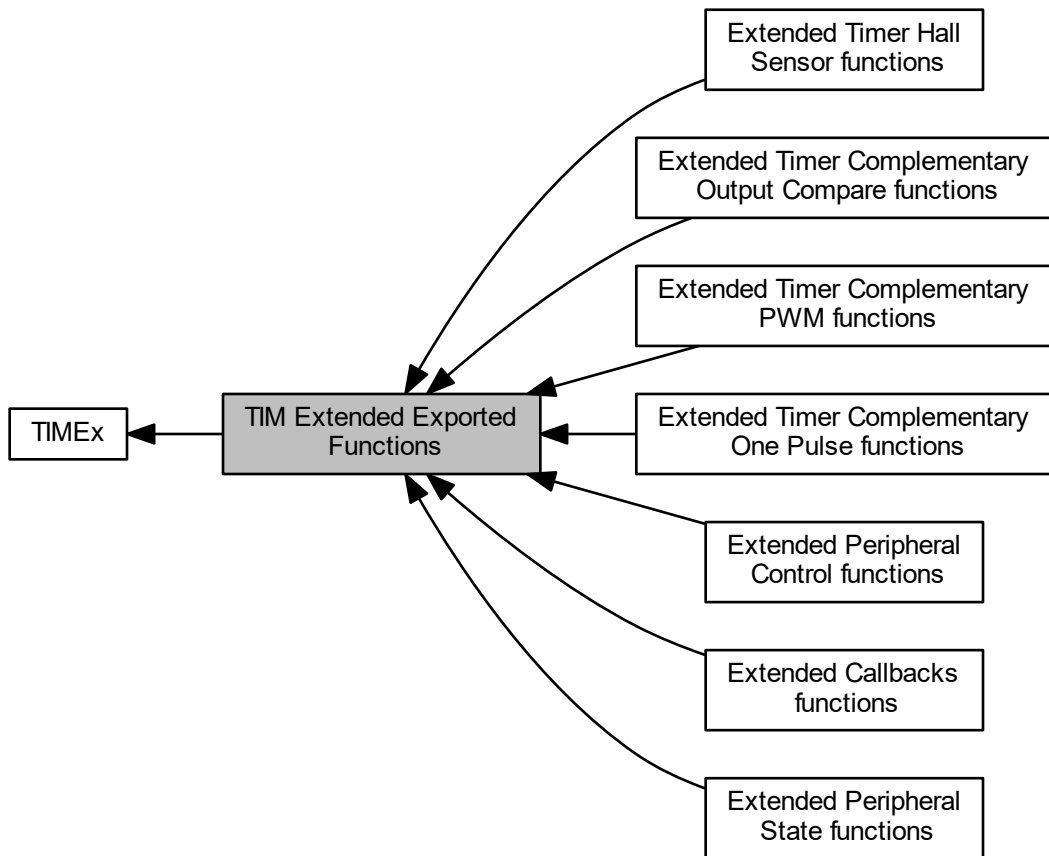 Extended Timer Hall
Sensor functions
Extended Timer Complementary
Output Compare functions
Extended Timer Complementary
PWM functions
TIMEx
TIM Extended Exported
Functions
Extended Timer Complementary
One Pulse functions
Extended Peripheral
Control functions
Extended Callbacks
functions
Extended Peripheral
State functions